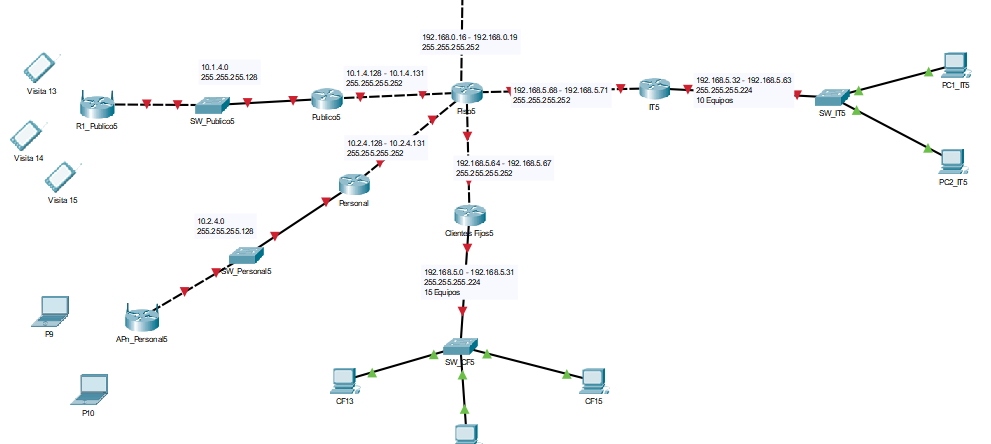 192.168.0.16 - 192.168.0.19
255.255.255.252
10.1.4.0
255.255.255.128
10.1.4.128 - 10.1.4.131
255.255.255.252
192.168.5.68 - 192.168.5.71
255.255.255.252
192.168.5.32 - 192.168.5.63
255.255.255.224
10 Equipos
Visita 13
R1_Publico5
SW_Publico5
Publico5
Piso5
IT5
SW_IT5
PC1_IT5
Visita 14
10.2.4.128 - 10.2.4.131
255.255.255.252
192.168.5.64 - 192.168.5.67
255.255.255.252
PC2_IT5
Visita 15
Personal
10.2.4.0
255.255.255.128
Clientes Fijos5
SW_Personal5
192.168.5.0 - 192.168.5.31
255.255.255.224
15 Equipos
P9
APn_Personal5
SW_CF5
CF13
CF15
P10